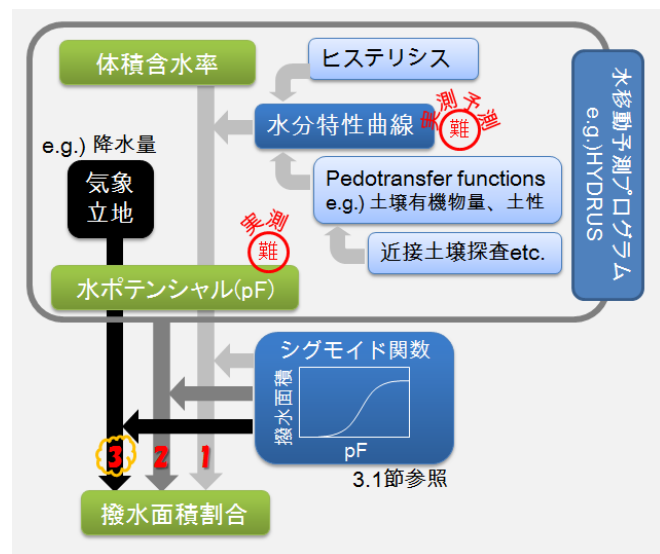 体積含水率
ヒステリシス
水分特性曲線
実測予測
難
e.g.) 降水量
気象
立地
Pedotransfer functions
e.g.) 土壌有機物量、土性
実測
難
近接土壌探査etc.
水ポテンシャル(pF)
水移動予測プログラム
e.g.)HYDRUS
シグモイド関数
撥水面積
pF
3.1節参照
3
2
1
撥水面積割合